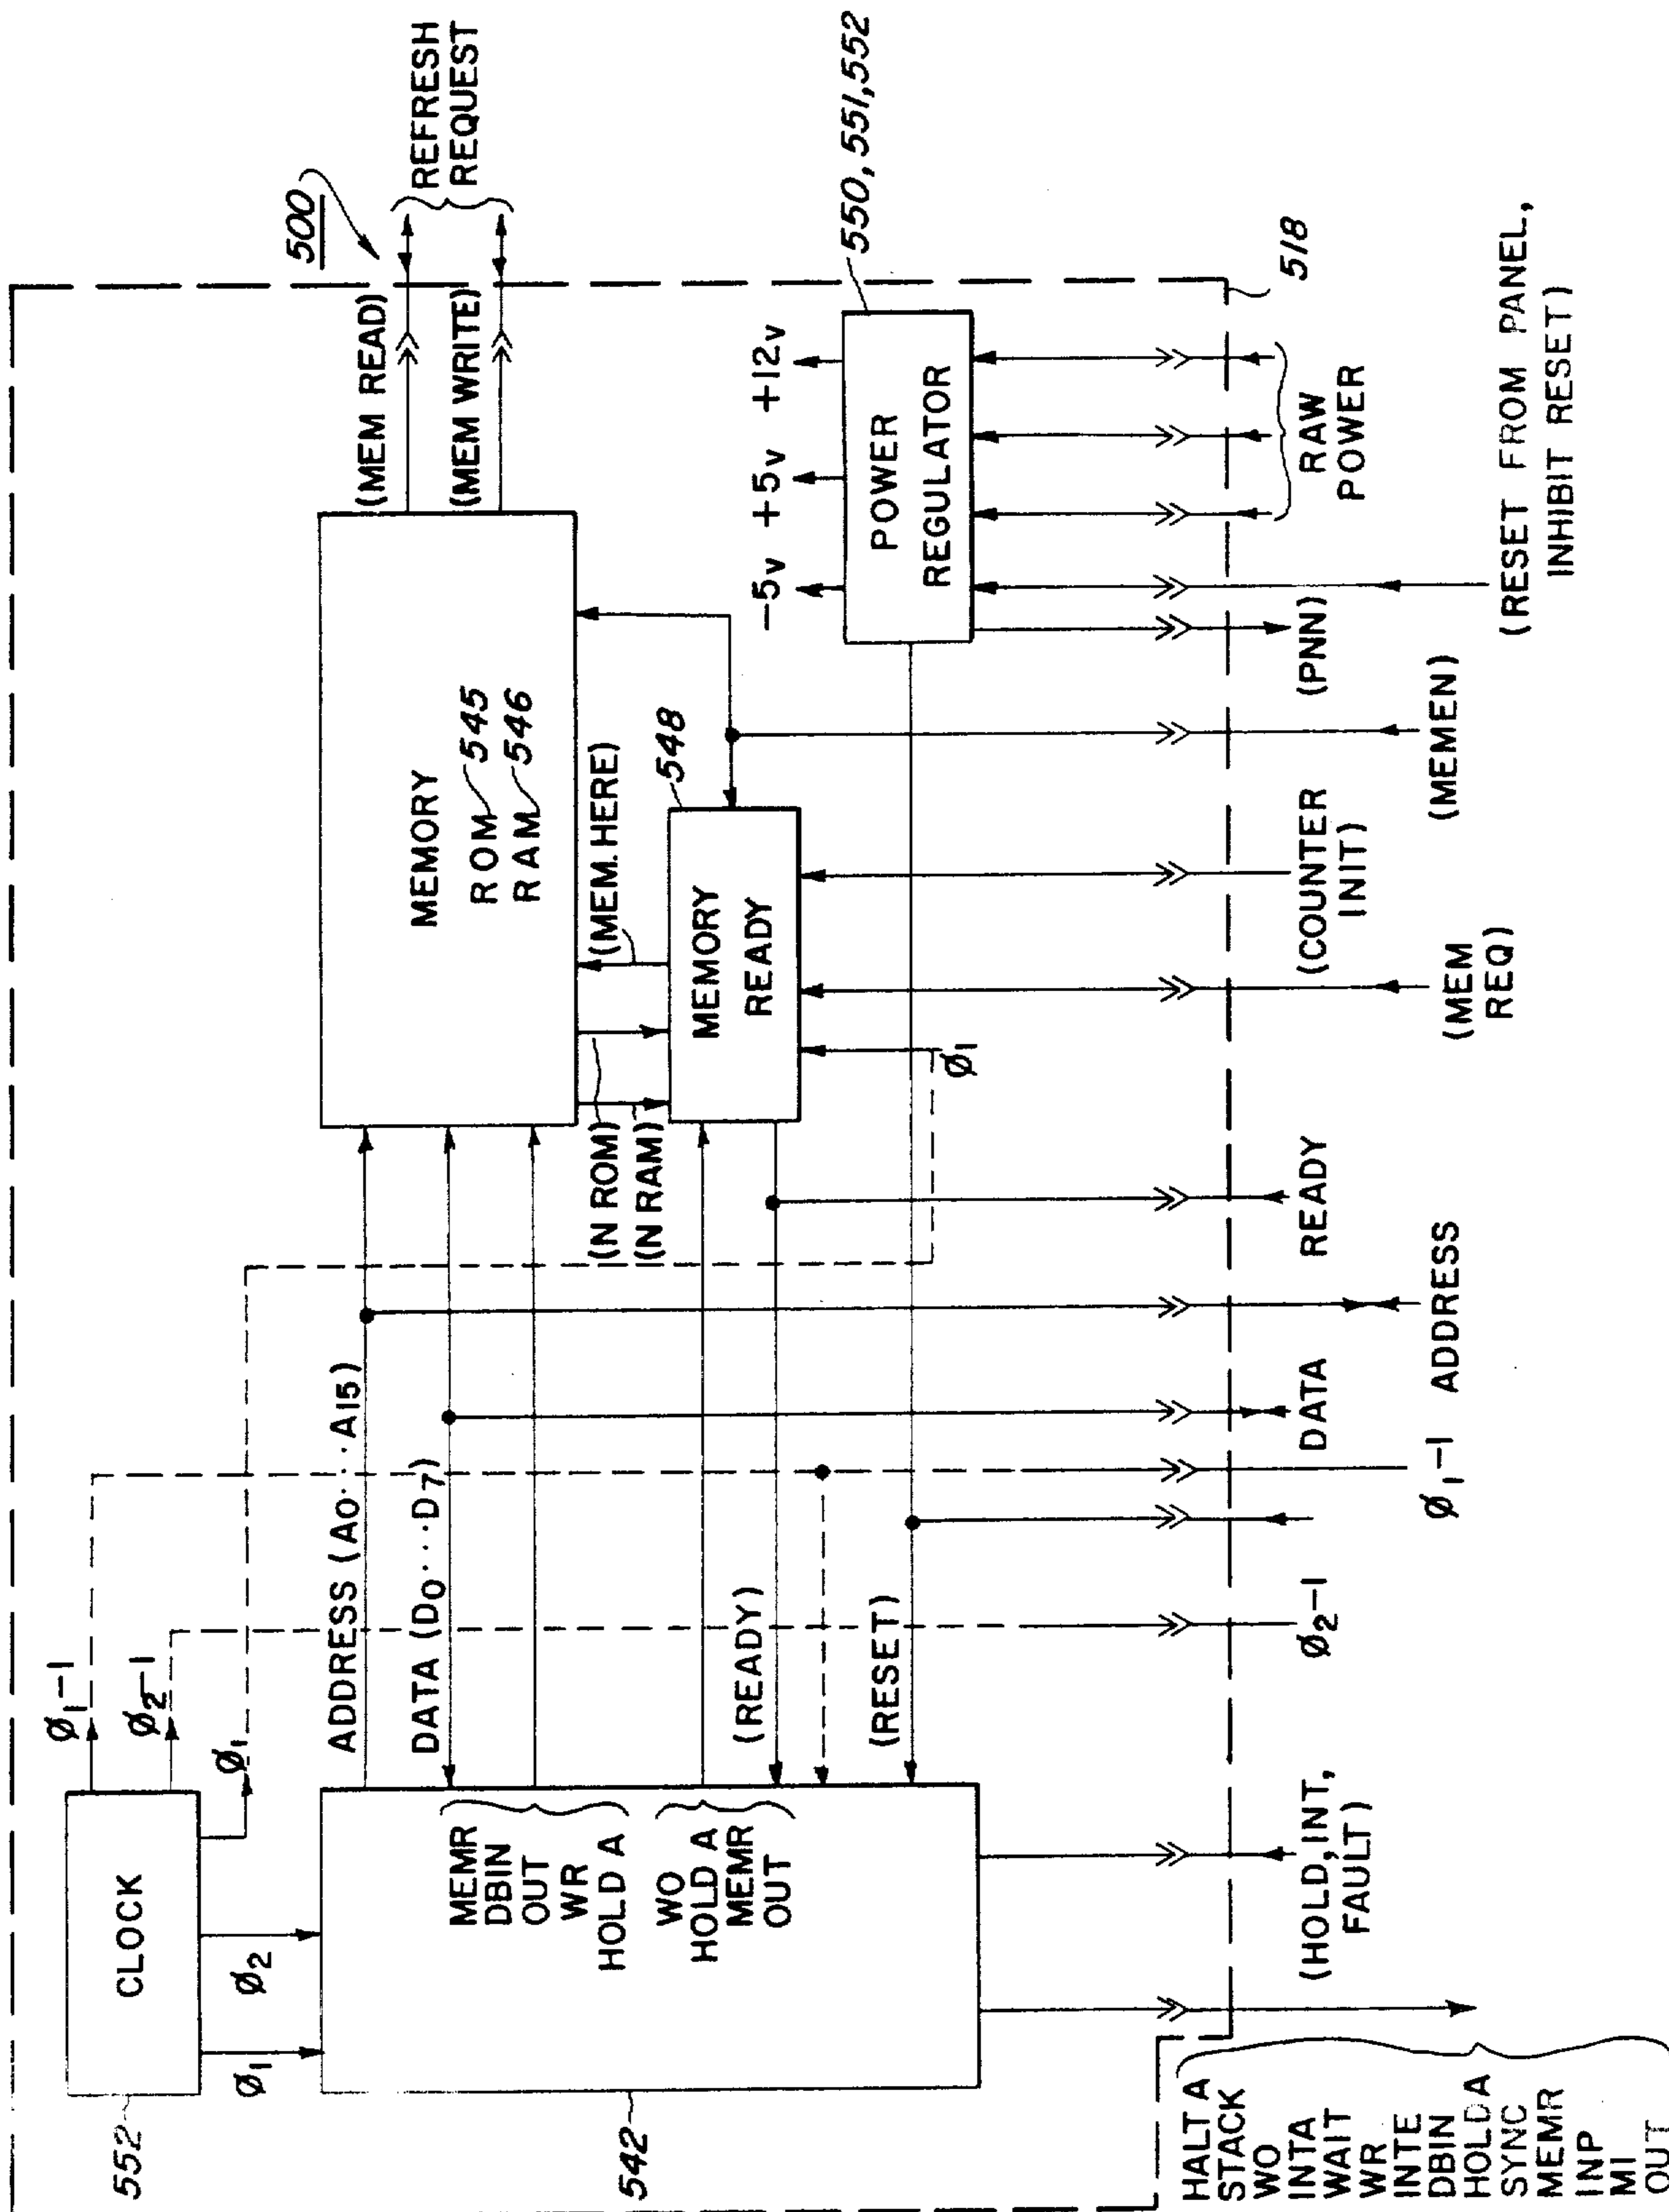 552
CLOCK
Ø1-1
Ø2-1
Ø1
Ø1
Ø2
542
ADDRESS (A0··A15)
DATA (D0···D7)
MEMR
DBIN
OUT
WR
HOLD A
WO
HOLD A
MEMR
OUT
(READY)
(RESET)
MEMORY
ROM 545
RAM 546
(MEM READ)
(MEM WRITE)
500
REFRESH
REQUEST
(N ROM)
(N RAM)
(MEM. HERE)
548
MEMORY
READY
Ø1
-5v +5v +12v
POWER
REGULATOR
550, 551, 552
518
HALT A
STACK
WO
INTA
WAIT
WR
INTE
DBIN
HOLDA
SYNC
MEMR
INP
MI
OUT
(HOLD, INT,
FAULT)
Ø2-1
Ø1-1
DATA
ADDRESS
READY
(MEM
REQ)
(COUNTER
INIT)
(MEMEN)
(PNN)
RAW
POWER
(RESET FROM PANEL,
INHIBIT RESET)